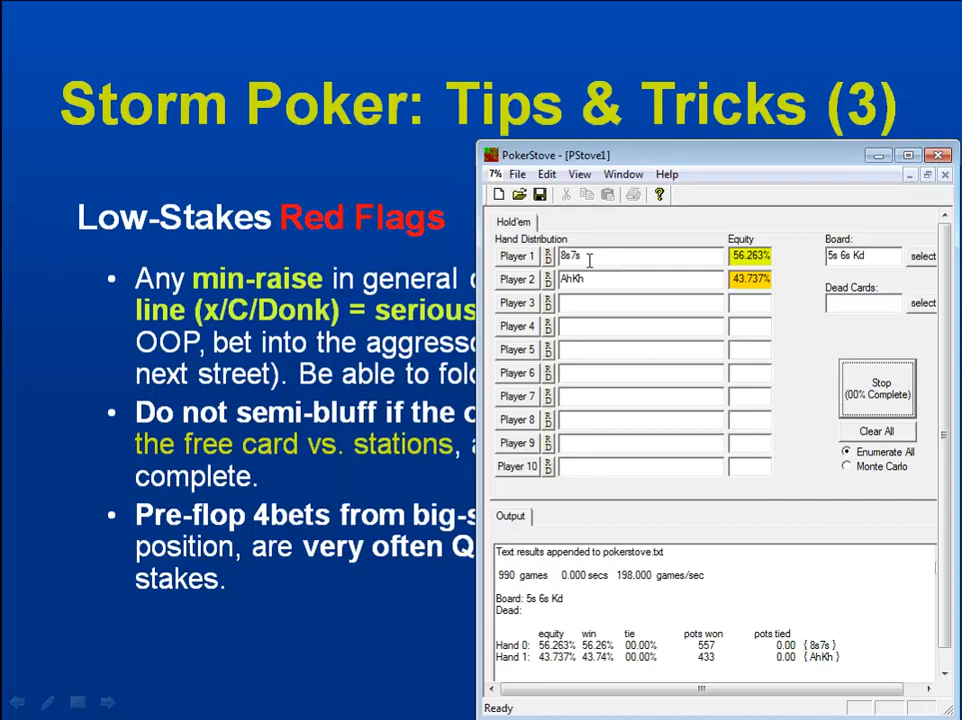 Storm Poker: Tips & Tricks (3)
Low-Stakes Red Flags
• Any min-raise in general
line (x/C/Donk) = serious
OOP, bet into the
next street). Be able to
• Do not semi-bluff if the
the free card vs. stations,
complete.
• Pre-flop 4bets from
position, are very often
stakes.
PokerStove - [PStove1]
7% File Edit View Window Help
Hold'em
Hand Distribution Equity Board:
Player 1 R D 8s7s 56.263% 5s 6s Kd select
Player 2 R D AhKh 43.737%
Dead Cards:
Player 3 R D select
Player 4 R D
Player 5 R D
Player 6 R D
Player 7 R D
Player 8 R D
Player 9 R D
Player 10 R D
Stop
(00% Complete)
Clear All
Enumerate All
Monte Carlo
Output
Text results appended to pokerstove.txt
990 games 0.000 secs 198,000 games/sec
Board: 5s 6s Kd
Dead:
equity win tie pots won pots tied
Hand 0: 56.263% 56.26% 00.00% 557 0.00 { 8s7s }
Hand 1: 43.737% 43.74% 00.00% 433 0.00 { AhKh }
Ready